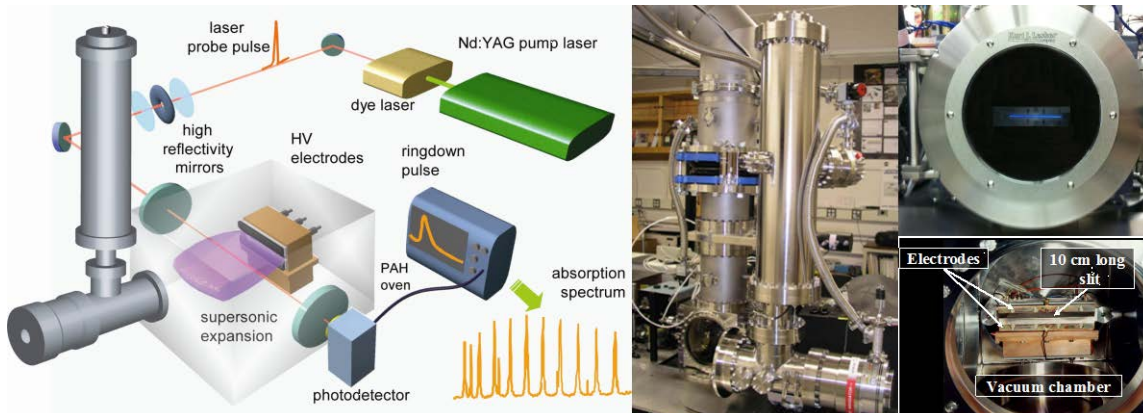 laser
probe pulse
Nd:YAG pump laser
dye laser
high
reflectivity
mirrors
HV
electrodes
ringdown
pulse
PAH
oven
absorption
spectrum
supersonic
expansion
photodetector
Electrodes
10 cm long
slit
Vacuum chamber